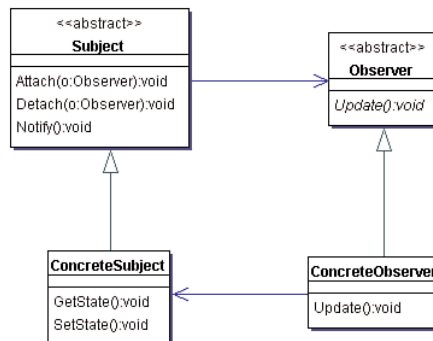 <<abstract>>
Subject
Attach(o:Observer):void
Detach(o:Observer):void
Notify():void
<<abstract>>
Observer
Update():void
ConcreteSubject
GetState():void
SetState():void
ConcreteObserver
Update():void